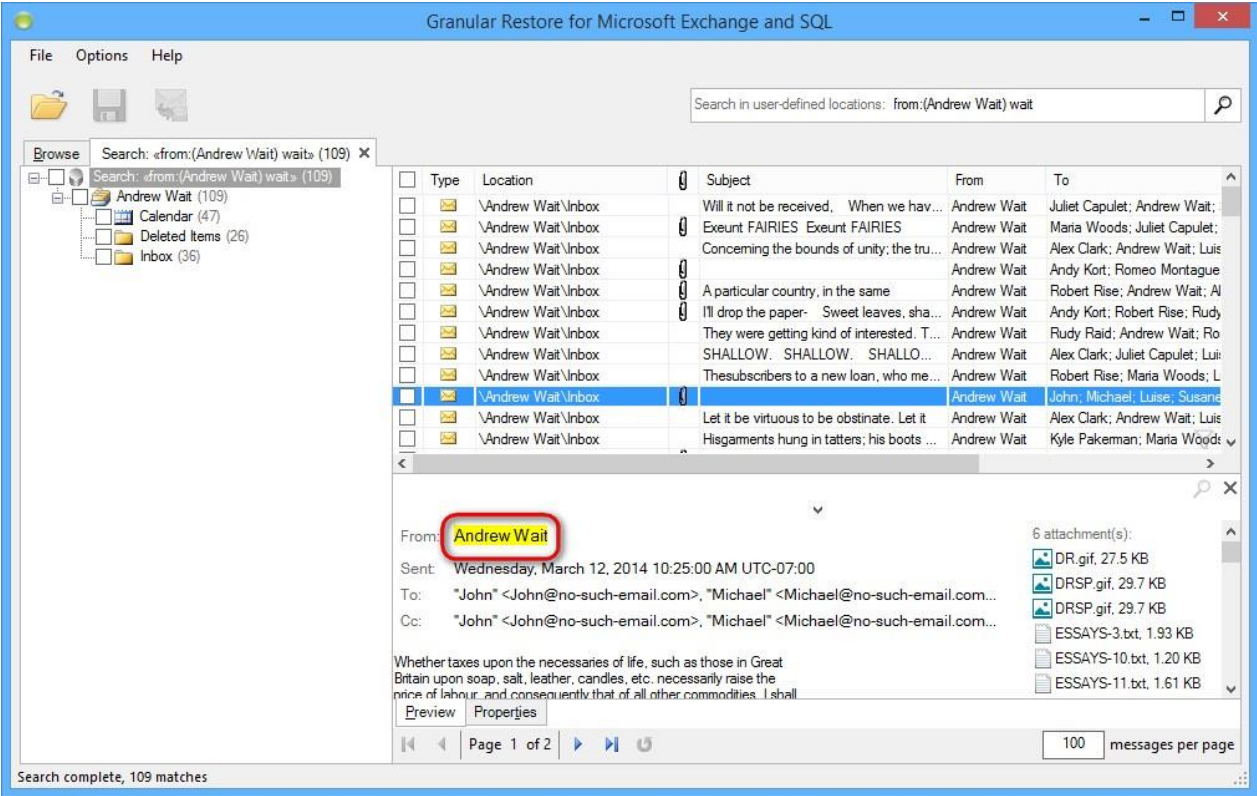 Granular Restore for Microsoft Exchange and SQL
File Options Help
Search in user-defined locations: from:(Andrew Wait) wait
Browse Search: «from:(Andrew Wait) wait» (109)
Search: «from:(Andrew Wait) wait» (109)
Andrew Wait (109)
Calendar (47)
Deleted Items (26)
Inbox (36)
Type Location Subject From To
\Andrew Wait\Inbox Will it not be received, When we hav... Andrew Wait Juliet Capulet; Andrew Wait;
\Andrew Wait\Inbox Exeunt FAIRIES Exeunt FAIRIES Andrew Wait Maria Woods; Juliet Capulet;
\Andrew Wait\Inbox Concerning the bounds of unity; the tru... Andrew Wait Alex Clark; Andrew Wait; Luis
\Andrew Wait\Inbox Andrew Wait Andy Kort; Romeo Montague
\Andrew Wait\Inbox A particular country, in the same Andrew Wait Robert Rise; Andrew Wait; Al
\Andrew Wait\Inbox I'll drop the paper- Sweet leaves, sha... Andrew Wait Andy Kort; Robert Rise; Rudy
\Andrew Wait\Inbox They were getting kind of interested. T... Andrew Wait Rudy Raid; Andrew Wait; Ro
\Andrew Wait\Inbox SHALLOW. SHALLOW. SHALLO... Andrew Wait Alex Clark; Juliet Capulet; Luis
\Andrew Wait\Inbox Thesubscribers to a new loan, who me... Andrew Wait Robert Rise; Maria Woods; L
\Andrew Wait\Inbox Andrew Wait John; Michael; Luise; Susane
\Andrew Wait\Inbox Let it be virtuous to be obstinate. Let it Andrew Wait Alex Clark; Andrew Wait; Luis
\Andrew Wait\Inbox Hisgaments hung in tatters; his boots ... Andrew Wait Kyle Pakerman; Maria Woods
From: Andrew Wait
Sent: Wednesday, March 12, 2014 10:25:00 AM UTC-07:00
To: "John" <John@no-such-email.com>, "Michael" <Michael@no-such-email.com...
Cc: "John" <John@no-such-email.com>, "Michael" <Michael@no-such-email.com...
6 attachment(s):
DR.gif, 27.5 KB
DRSP.gif, 29.7 KB
DRSP.gif, 29.7 KB
ESSAYS-3.txt, 1.93 KB
ESSAYS-10.txt, 1.20 KB
ESSAYS-11.txt, 1.61 KB
Whether taxes upon the necessaries of life, such as those in Great
Britain upon soap, salt, leather, candles, etc. necessarily raise the
price of labour, and consequently that of all other commodities, I shall
Preview Properties
Page 1 of 2 100 messages per page
Search complete, 109 matches